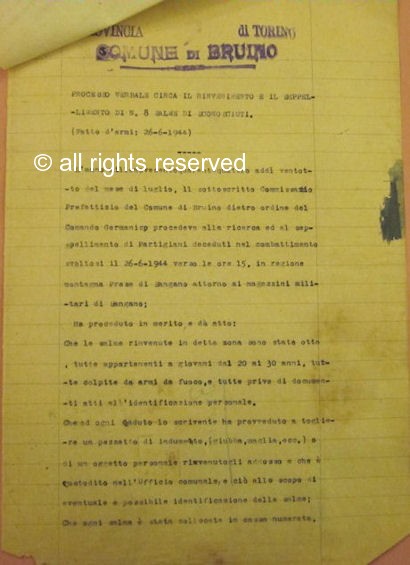 PROVINCIA di TORINO
COMUNE DI BRUINO
PROCESSO VERBALE CIRCA IL RINVENIMENTO E IL SEPPEL-
-LIMENTO DI N. 8 SALME DI SCONOSCIUTI.
(Fatto d'armi: 26-6-1944)
-----
addì ventot-
-to del mese di luglio, il sottoscritto Commissario
Prefettizio del Comune di Bruino dietro ordine del
Comando Germanico procedeva alla ricerca ed al sep-
-pellimento di Partigiani deceduti nel combattimento
svoltosi il 26-6-1944 verso le ore 15, in regione
montagna Prese di Sangano attorno ai magazzini mili-
-tari di Sangano;
Ha proceduto in merito e dà atto:
Che le salme rinvenute in detta zona sono state otto
, tutte appartenenti a giovani dai 20 ai 30 anni, tut-
-te colpite da armi da fuoco, e tutte prive di documen-
-ti atti all'identificazione personale.
Che ad ogni caduto lo scrivente ha provveduto a toglie-
-re un pezzetto di indumento, (giubba, maglia, ecc.) o
di un oggetto personale rinvenutogli addosso e che è
custodito nell'Ufficio comunale, e ciò allo scopo di
eventuale e possibile identificazione delle salme;
Che ogni salma è stata collocata in cassa numerata.
© all rights reserved